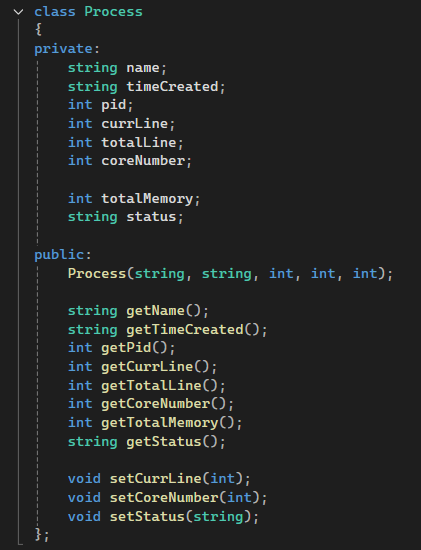 class Process
{
private:
    string name;
    string timeCreated;
    int pid;
    int currLine;
    int totalLine;
    int coreNumber;

    int totalMemory;
    string status;

public:
    Process(string, string, int, int, int);

    string getName();
    string getTimeCreated();
    int getPid();
    int getCurrLine();
    int getTotalLine();
    int getCoreNumber();
    int getTotalMemory();
    string getStatus();

    void setCurrLine(int);
    void setCoreNumber(int);
    void setStatus(string);
};